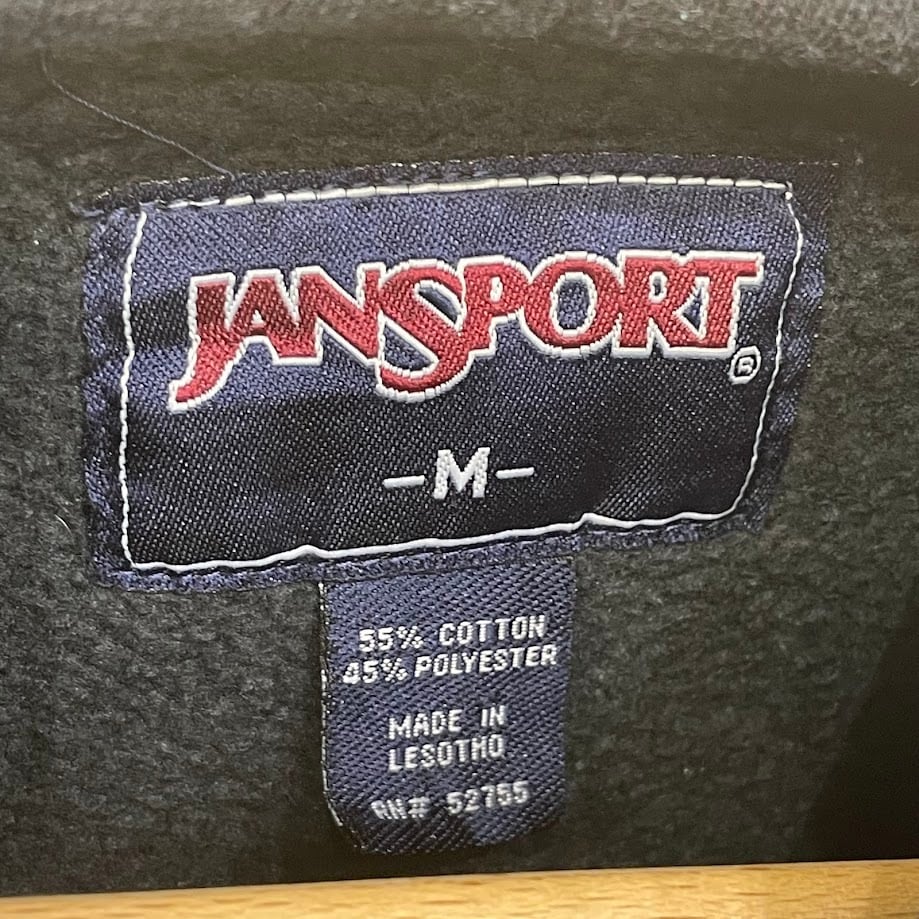 JANSPORT®
-M-
55% COTTON
45% POLYESTER
MADE IN
LESOTHO
RN# 52755